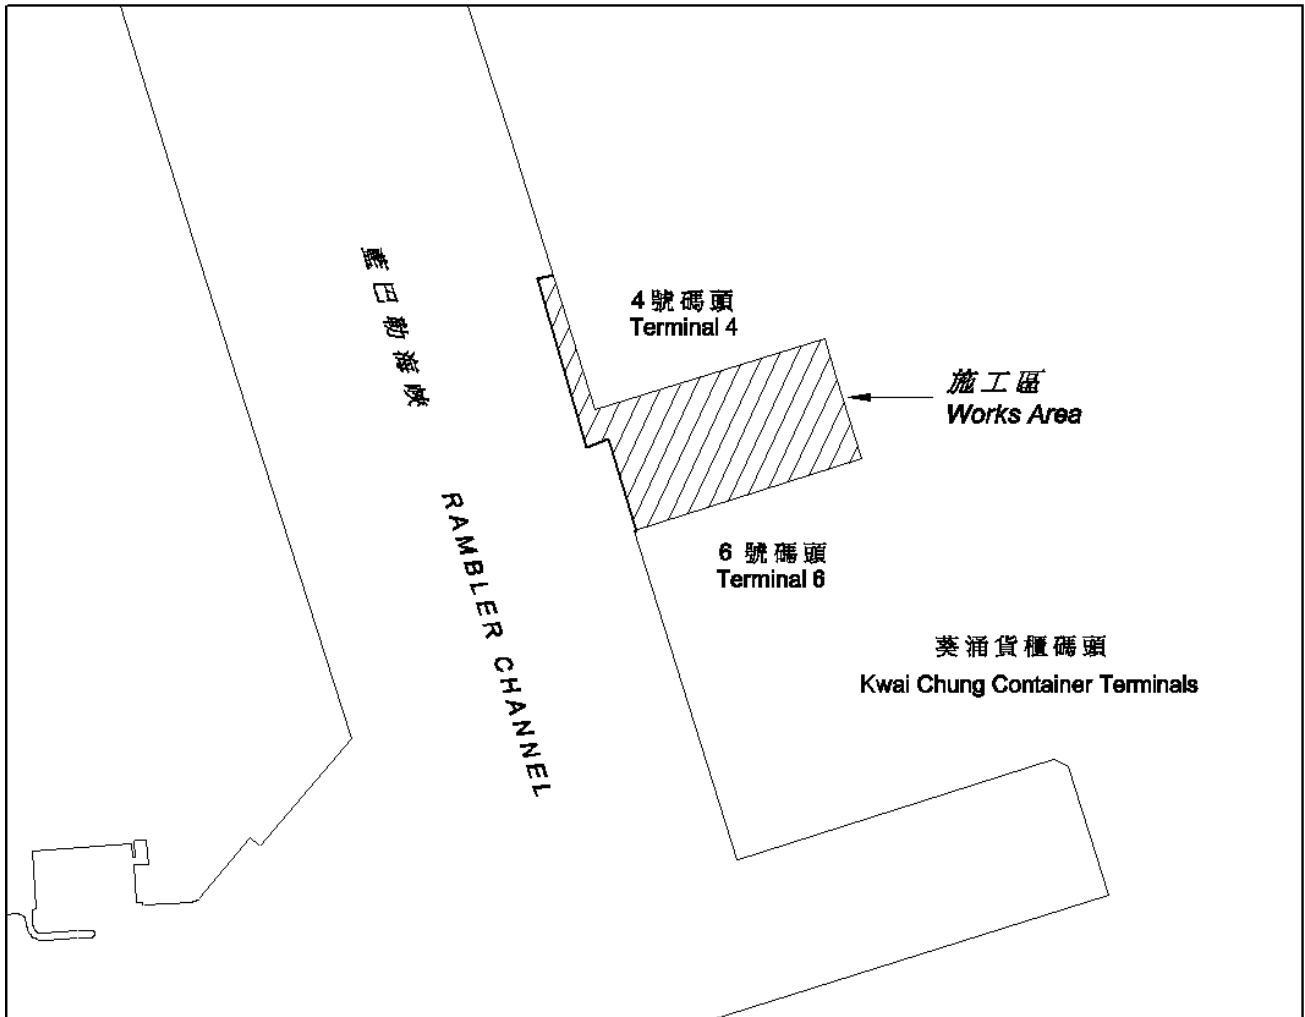 藍巴勒海峽
4 號碼頭
Terminal 4
施工區
Works Area
RAMBLER CHANNEL
6 號碼頭
Terminal 6
葵涌貨櫃碼頭
Kwai Chung Container Terminals